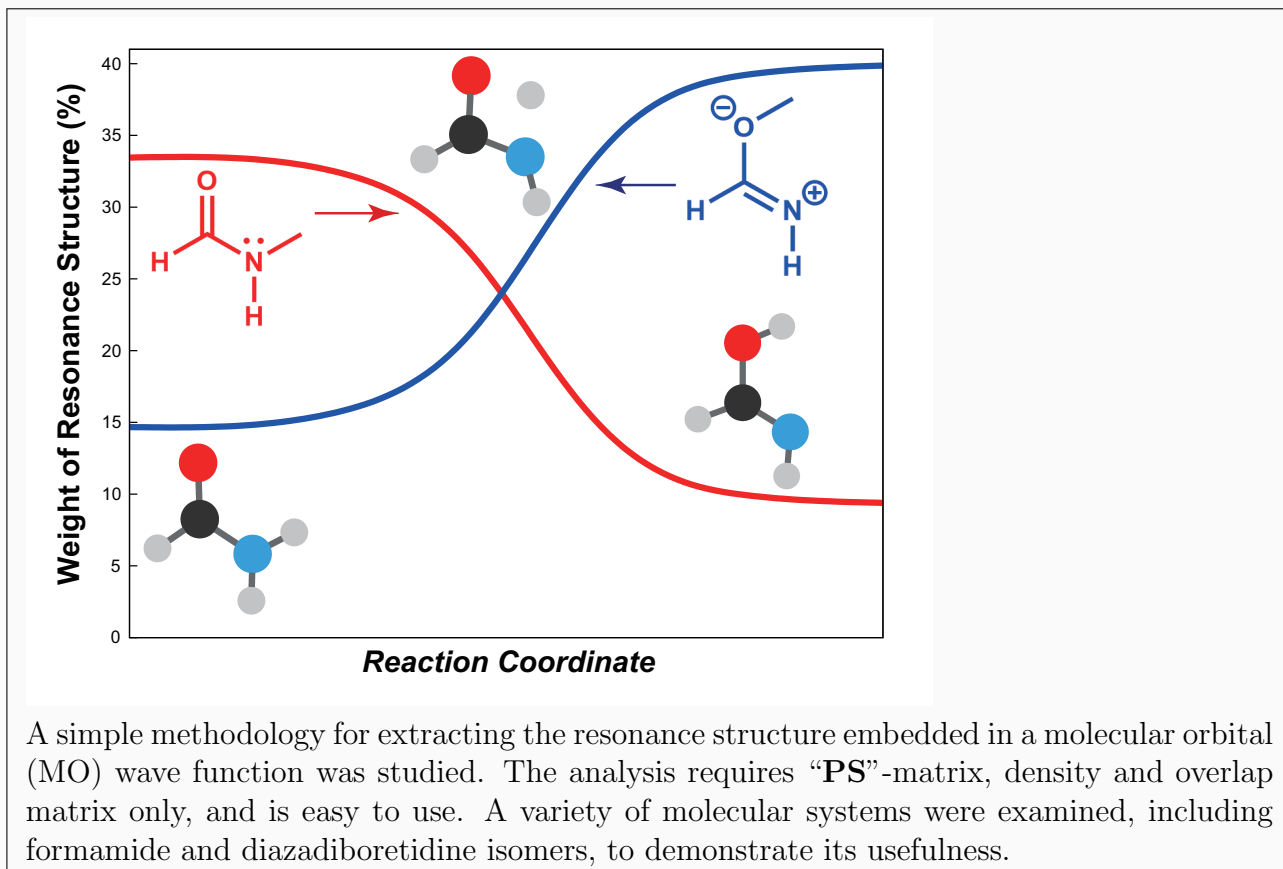 Weight of Resonance Structure (%)
40
35
30
25
20
15
10
5
0
O
H
N
H
⊖
O
H
N
⊕
H
Reaction Coordinate
A simple methodology for extracting the resonance structure embedded in a molecular orbital
(MO) wave function was studied. The analysis requires “PS”-matrix, density and overlap
matrix only, and is easy to use. A variety of molecular systems were examined, including
formamide and diazadiboretidine isomers, to demonstrate its usefulness.